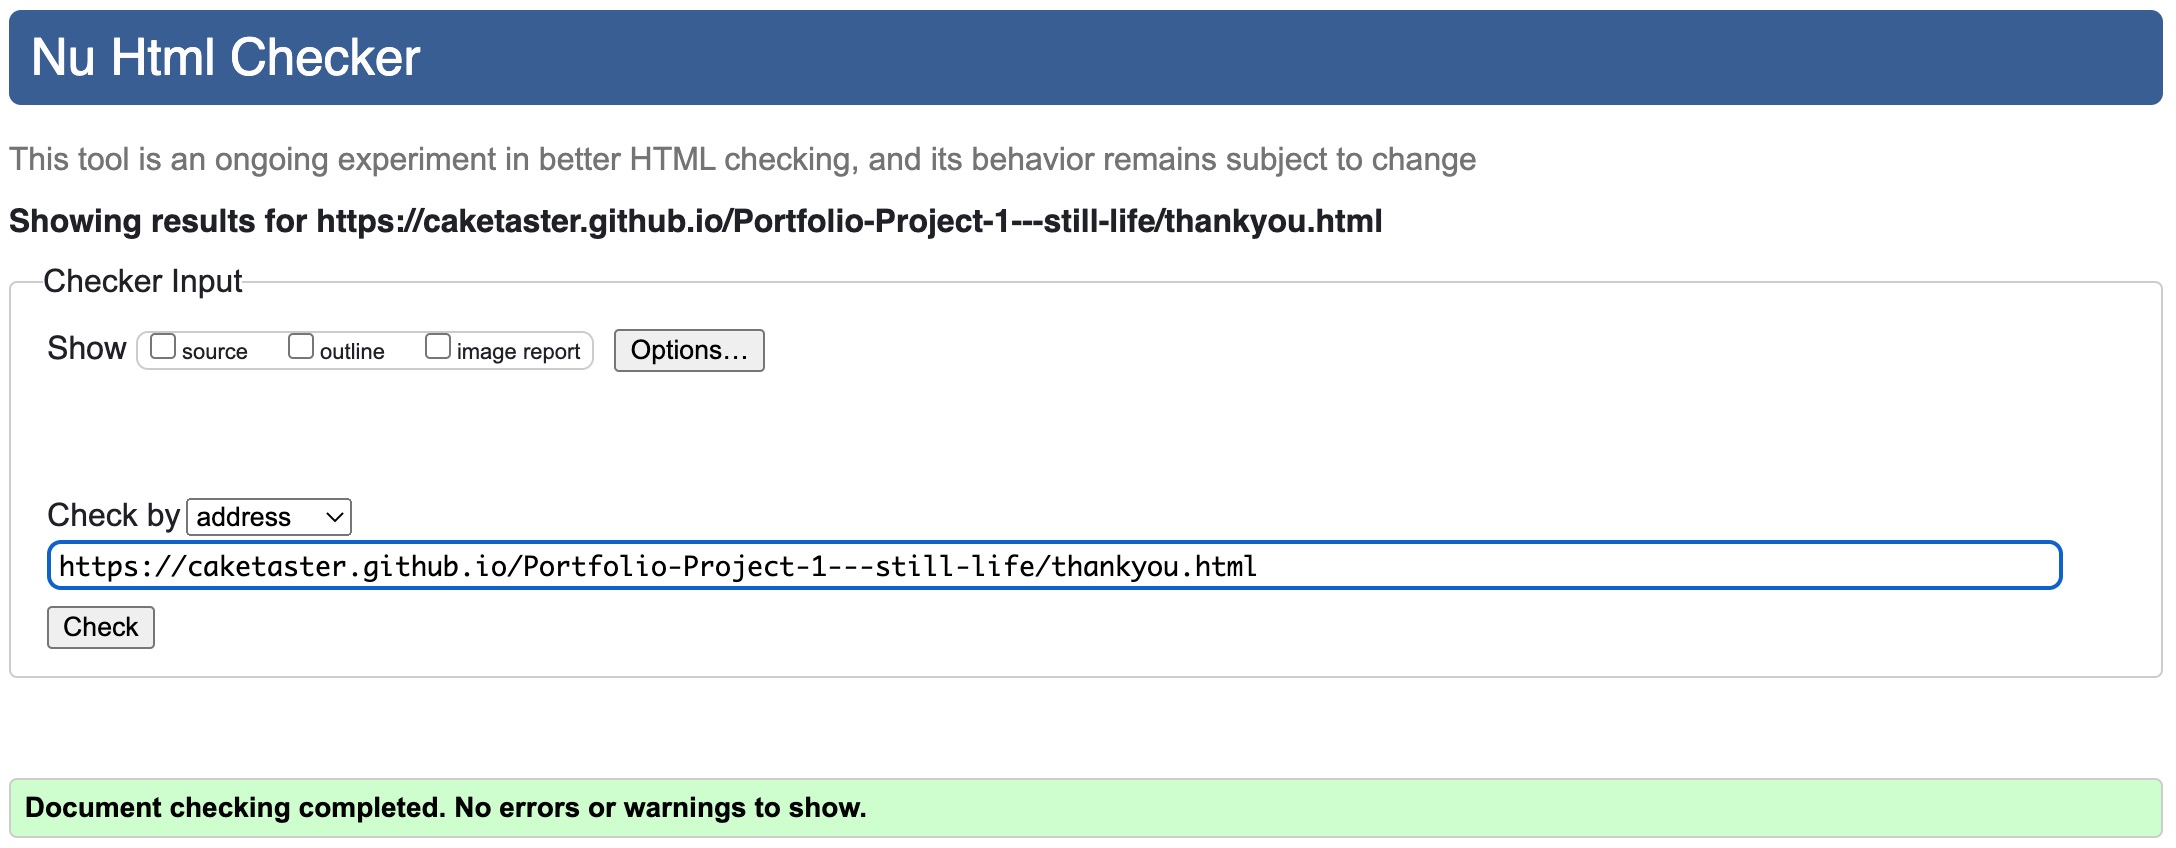 Nu Html Checker
This tool is an ongoing experiment in better HTML checking, and its behavior remains subject to change
Showing results for https://caketaster.github.io/Portfolio-Project-1---still-life/thankyou.html
Checker Input
Show source outline image report Options…
Check by address
https://caketaster.github.io/Portfolio-Project-1---still-life/thankyou.html
Check
Document checking completed. No errors or warnings to show.